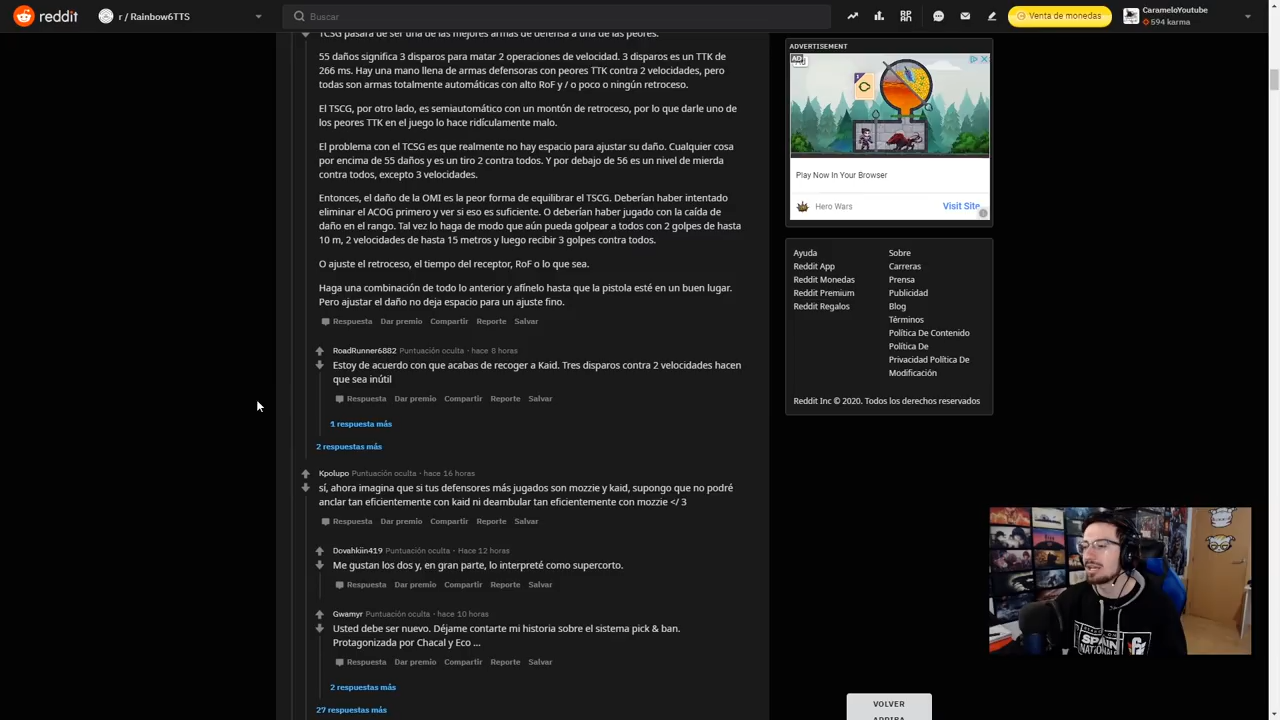 reddit
r / Rainbow6TTS
Buscar
Venta de monedas
CarameloYoutube
594 karma
TCSG pasará de ser una de las mejores armas de defensa a una de las peores.
55 daños significa 3 disparos para matar 2 operaciones de velocidad. 3 disparos es un TTK de
266 ms. Hay una mano llena de armas defensoras con peores TTK contra 2 velocidades, pero
todas son armas totalmente automáticas con alto RoF y / o poco o ningún retroceso.
El TSCG, por otro lado, es semiautomático con un montón de retroceso, por lo que darle uno de
los peores TTK en el juego lo hace ridículamente malo.
El problema con el TCSG es que realmente no hay espacio para ajustar su daño. Cualquier cosa
por encima de 55 daños y es un tiro 2 contra todos. Y por debajo de 56 es un nivel de mierda
contra todos, excepto 3 velocidades.
Entonces, el daño de la OMI es la peor forma de equilibrar el TSCG. Deberían haber intentado
eliminar el ACOG primero y ver si eso es suficiente. O deberían haber jugado con la caída de
daño en el rango. Tal vez lo haga de modo que aún pueda golpear a todos con 2 golpes de hasta
10 m, 2 velocidades de hasta 15 metros y luego recibir 3 golpes contra todos.
O ajuste el retroceso, el tiempo del receptor, RoF o lo que sea.
Haga una combinación de todo lo anterior y afínelo hasta que la pistola esté en un buen lugar.
Pero ajustar el daño no deja espacio para un ajuste fino.
Respuesta Dar premio Compartir Reporte Salvar
RoadRunner6882 Puntuación oculta · hace 8 horas
Estoy de acuerdo con que acabas de recoger a Kaid. Tres disparos contra 2 velocidades hacen
que sea inútil
Respuesta Dar premio Compartir Reporte Salvar
1 respuesta más
2 respuestas más
Kpolupo Puntuación oculta · hace 16 horas
sí, ahora imagina que si tus defensores más jugados son mozzie y kaid, supongo que no podré
anclar tan eficientemente con kaid ni deambular tan eficientemente con mozzie </ 3
Respuesta Dar premio Compartir Reporte Salvar
Dovahkiin419 Puntuación oculta · Hace 12 horas
Me gustan los dos y, en gran parte, lo interpreté como supercorto.
Respuesta Dar premio Compartir Reporte Salvar
Gwamyr Puntuación oculta · hace 10 horas
Usted debe ser nuevo. Déjame contarte mi historia sobre el sistema pick & ban.
Protagonizada por Chacal y Eco ...
Respuesta Dar premio Compartir Reporte Salvar
2 respuestas más
27 respuestas más
ADVERTISEMENT
AD
Play Now In Your Browser
Hero Wars
Visit Site
Ayuda
Reddit App
Reddit Monedas
Reddit Premium
Reddit Regalos
Sobre
Carreras
Prensa
Publicidad
Blog
Términos
Política De Contenido
Política De
Privacidad Política De
Modificación
Reddit Inc © 2020. Todos los derechos reservados
SPAIN
NATIONAL
VOLVER
ARRIBA